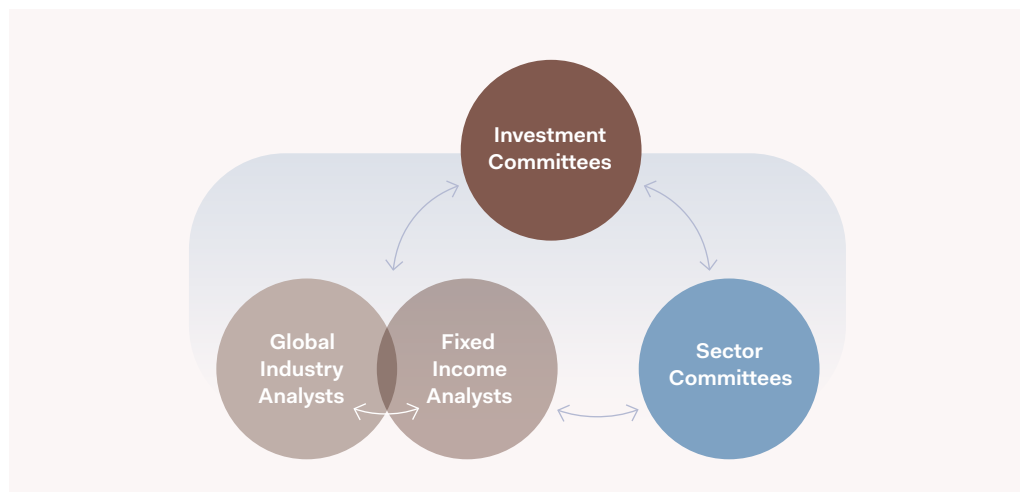 Investment
Committees
Global
Industry
Analysts
Fixed
Income
Analysts
Sector
Committees